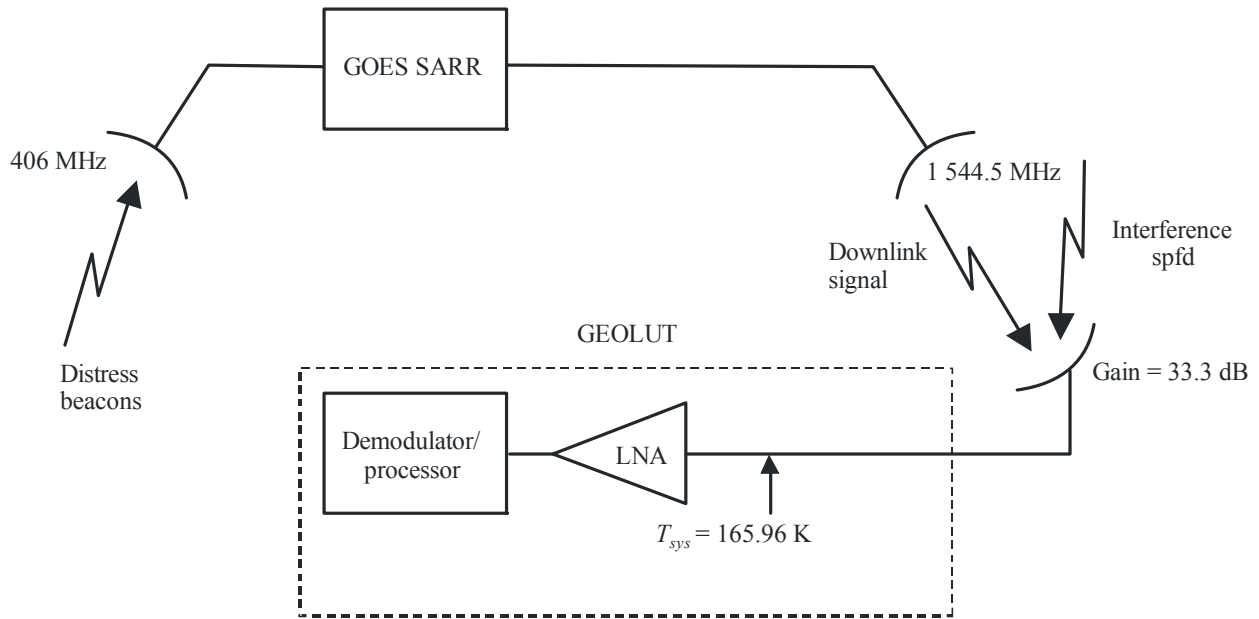 GOES SARR
406 MHz
1 544.5 MHz
Distress
beacons
Downlink
signal
Interference
spfd
GEOLUT
Gain = 33.3 dB
Demodulator/
processor
LNA
Tsys = 165.96 K